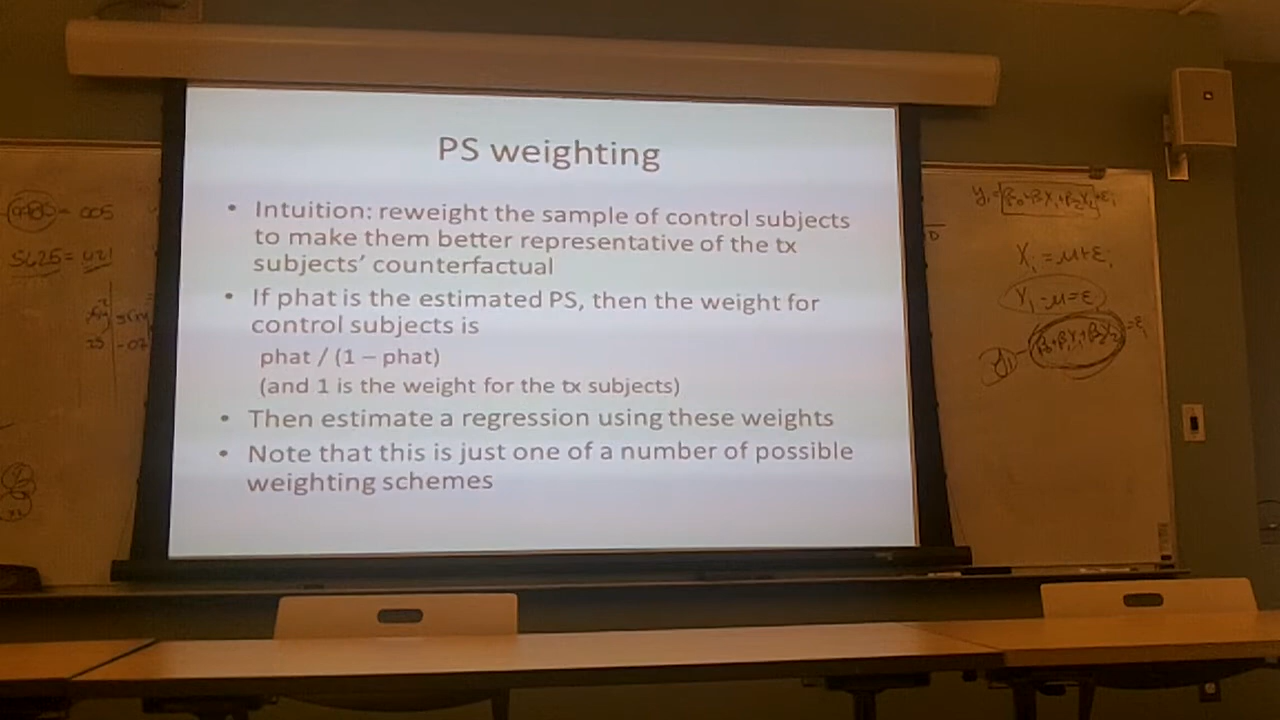 PS weighting
• Intuition: reweight the sample of control subjects
to make them better representative of the tx
subjects' counterfactual
• If phat is the estimated PS, then the weight for
control subjects is
phat / (1 – phat)
(and 1 is the weight for the tx subjects)
• Then estimate a regression using these weights
• Note that this is just one of a number of possible
weighting schemes
= 005